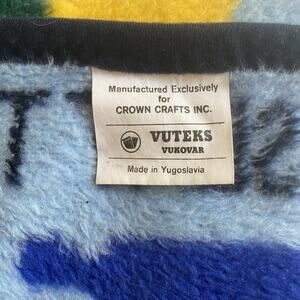 Manufactured Exclusively
for
CROWN CRAFTS INC.
VUTEKS
VUKOVAR
Made in Yugoslavia